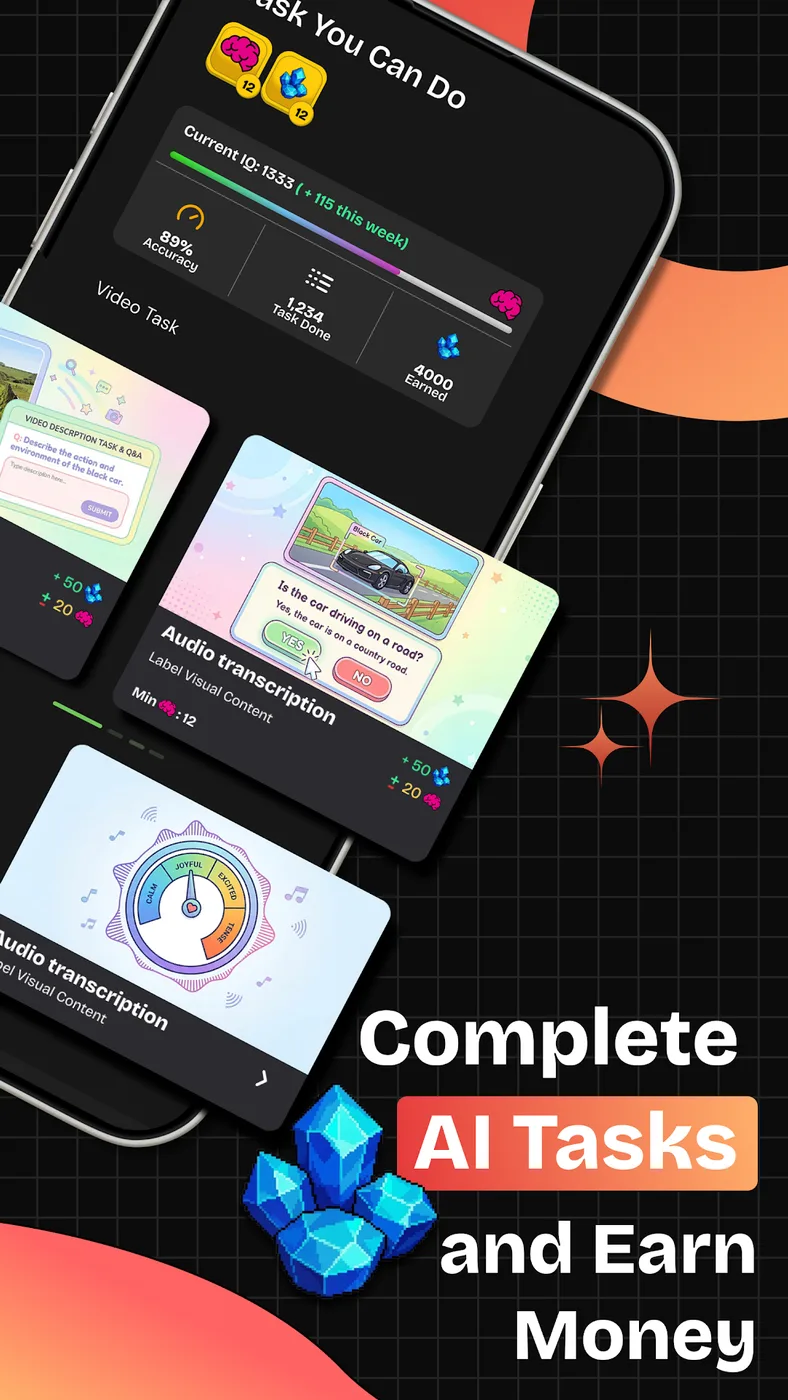 ask You Can Do
12
12
Current IQ: 1333 ( + 115 this week)
89%
Accuracy
1,234
Task Done
4000
Earned
Video Task
VIDEO DESCRPTION TASK & Q&A
Q: Describe the action and
environment of the black car.
Type description here...
SUBMIT
+ 50
± 20
Black Car
Is the car driving on a road?
Yes, the car is on a country road.
YES
NO
Audio transcription
Label Visual Content
Min : 12
+ 50
± 20
CALM
JOYFUL
EXCITED
TENSE
Audio transcription
bel Visual Content
Complete
AI Tasks
and Earn
Money